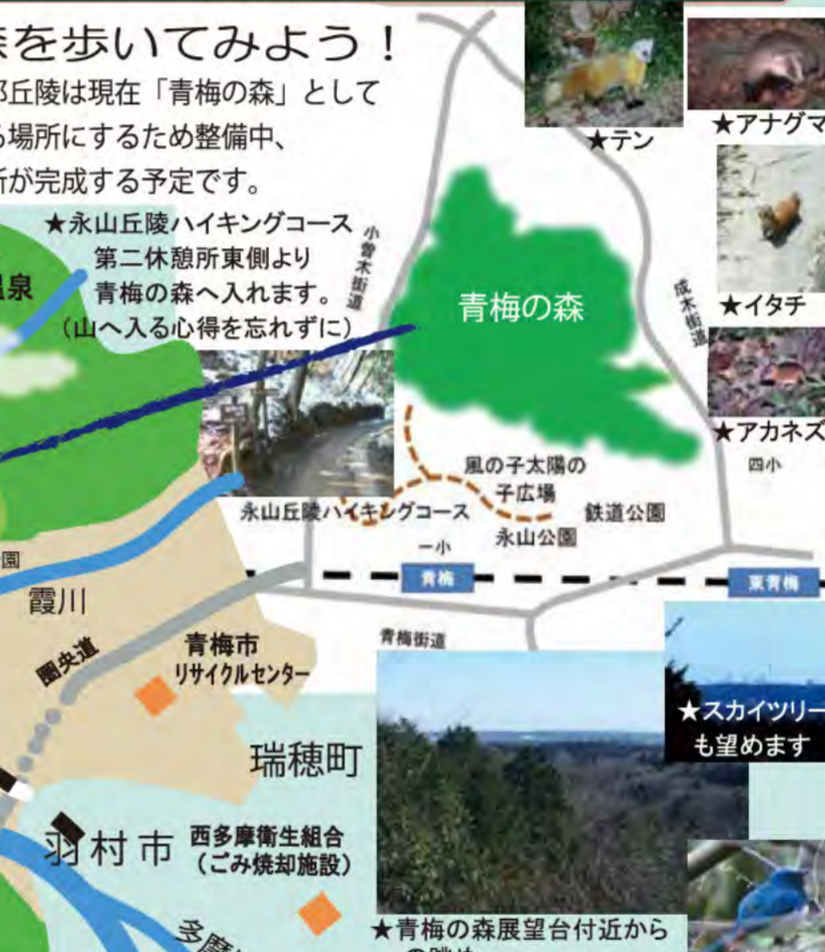 を歩いてみよう！
丘陵は現在「青梅の森」として
場所にするため整備中、
が完成する予定です。
★永山丘陵ハイキングコース
第二休憩所東側より
青梅の森へ入れます。
（山へ入る心得を忘れずに）
小曽木街道
★テン
★アナグマ
★イタチ
成木街道
青梅の森
★アカネズ
泉
四小
風の子太陽の
子広場
鉄道公園
永山丘陵ハイキングコース
永山公園
一小
園
青梅
東青梅
霞川
青梅街道
圏央道
青梅市
リサイクルセンター
★スカイツリー
も望めます
瑞穂町
羽村市
西多摩衛生組合
（ごみ焼却施設）
多摩
★青梅の森展望台付近から
の眺め